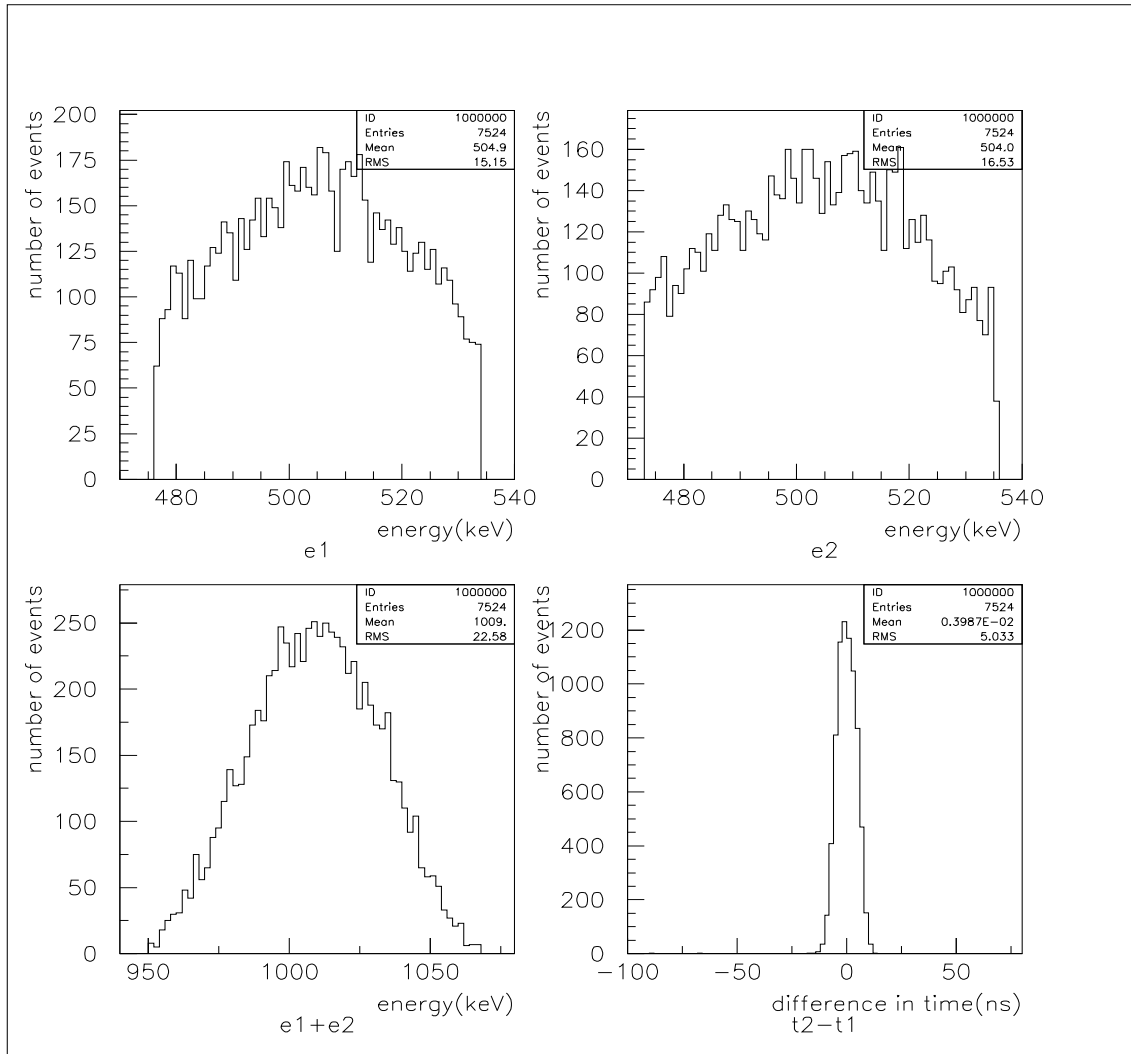 number of events
200
175
150
125
100
75
50
25
0
480
500
520
540
energy(keV)
e1
ID 1000000
Entries 7524
Mean 504.9
RMS 15.15
number of events
160
140
120
100
80
60
40
20
0
480
500
520
540
energy(keV)
e2
ID 1000000
Entries 7524
Mean 504.0
RMS 16.53
number of events
250
200
150
100
50
0
950
1000
1050
energy(keV)
e1+e2
ID 1000000
Entries 7524
Mean 1009.
RMS 22.58
number of events
1200
1000
800
600
400
200
0
−100
−50
0
50
difference in time(ns)
t2−t1
ID 1000000
Entries 7524
Mean 0.3987E−02
RMS 5.033